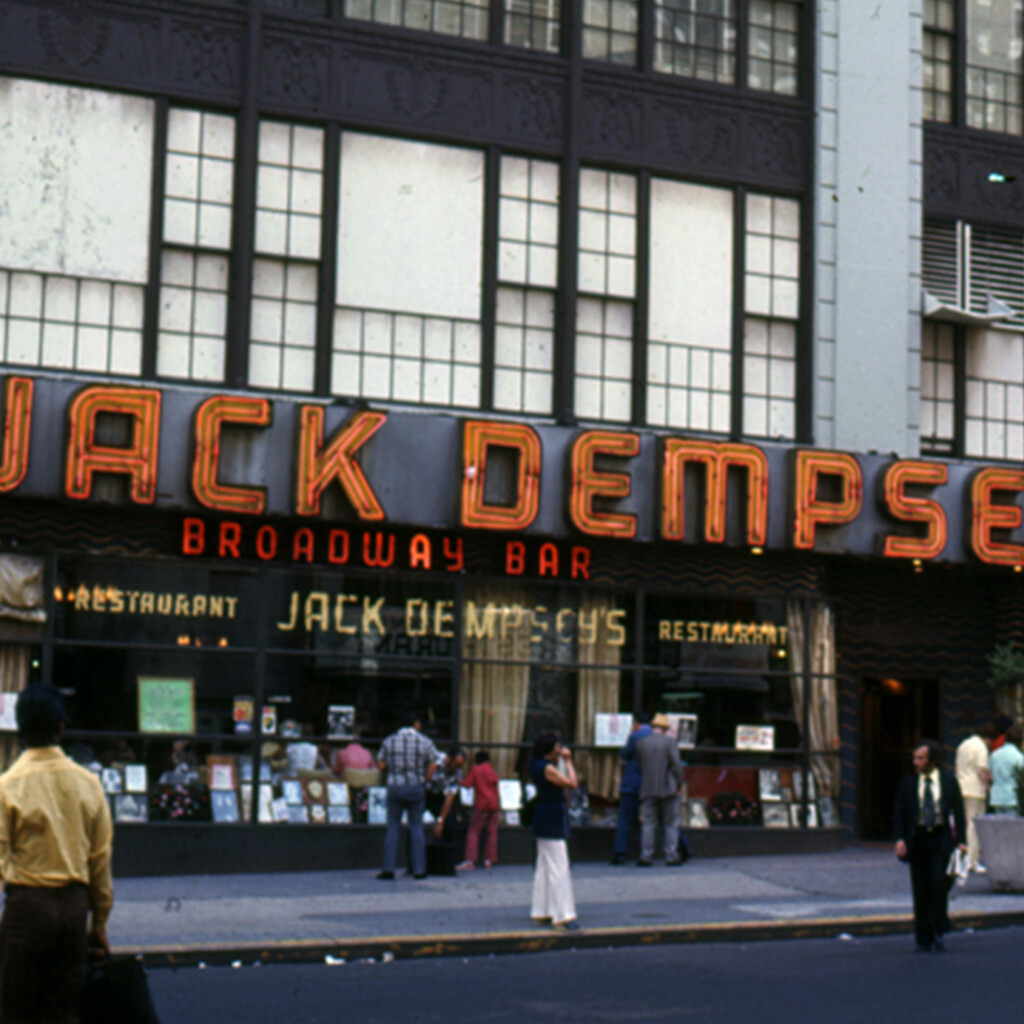 JACK DEMPSE
BROADWAY BAR
RESTAURANT
JACK DEMPSEY'S
RESTAURANT